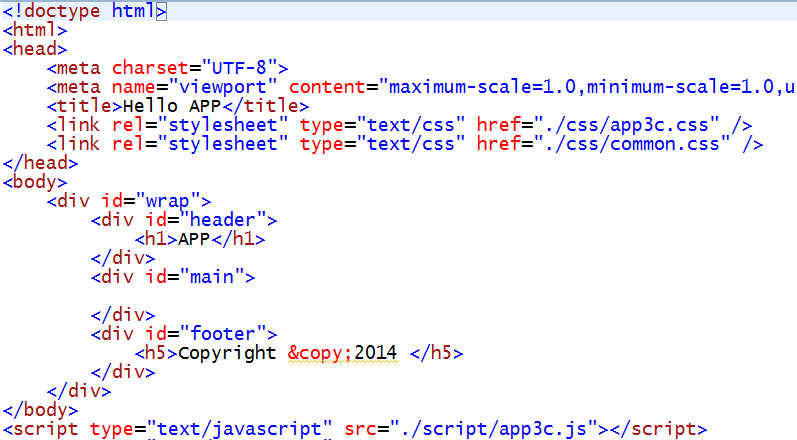 <!doctype html>
<html>
<head>
    <meta charset="UTF-8">
    <meta name="viewport" content="maximum-scale=1.0,minimum-scale=1.0,u
    <title>Hello APP</title>
    <link rel="stylesheet" type="text/css" href="./css/app3c.css" />
    <link rel="stylesheet" type="text/css" href="./css/common.css" />
</head>
<body>
    <div id="wrap">
        <div id="header">
            <h1>APP</h1>
        </div>
        <div id="main">

        </div>
        <div id="footer">
            <h5>Copyright &copy;2014 </h5>
        </div>
    </div>
</body>
<script type="text/javascript" src="./script/app3c.js"></script>